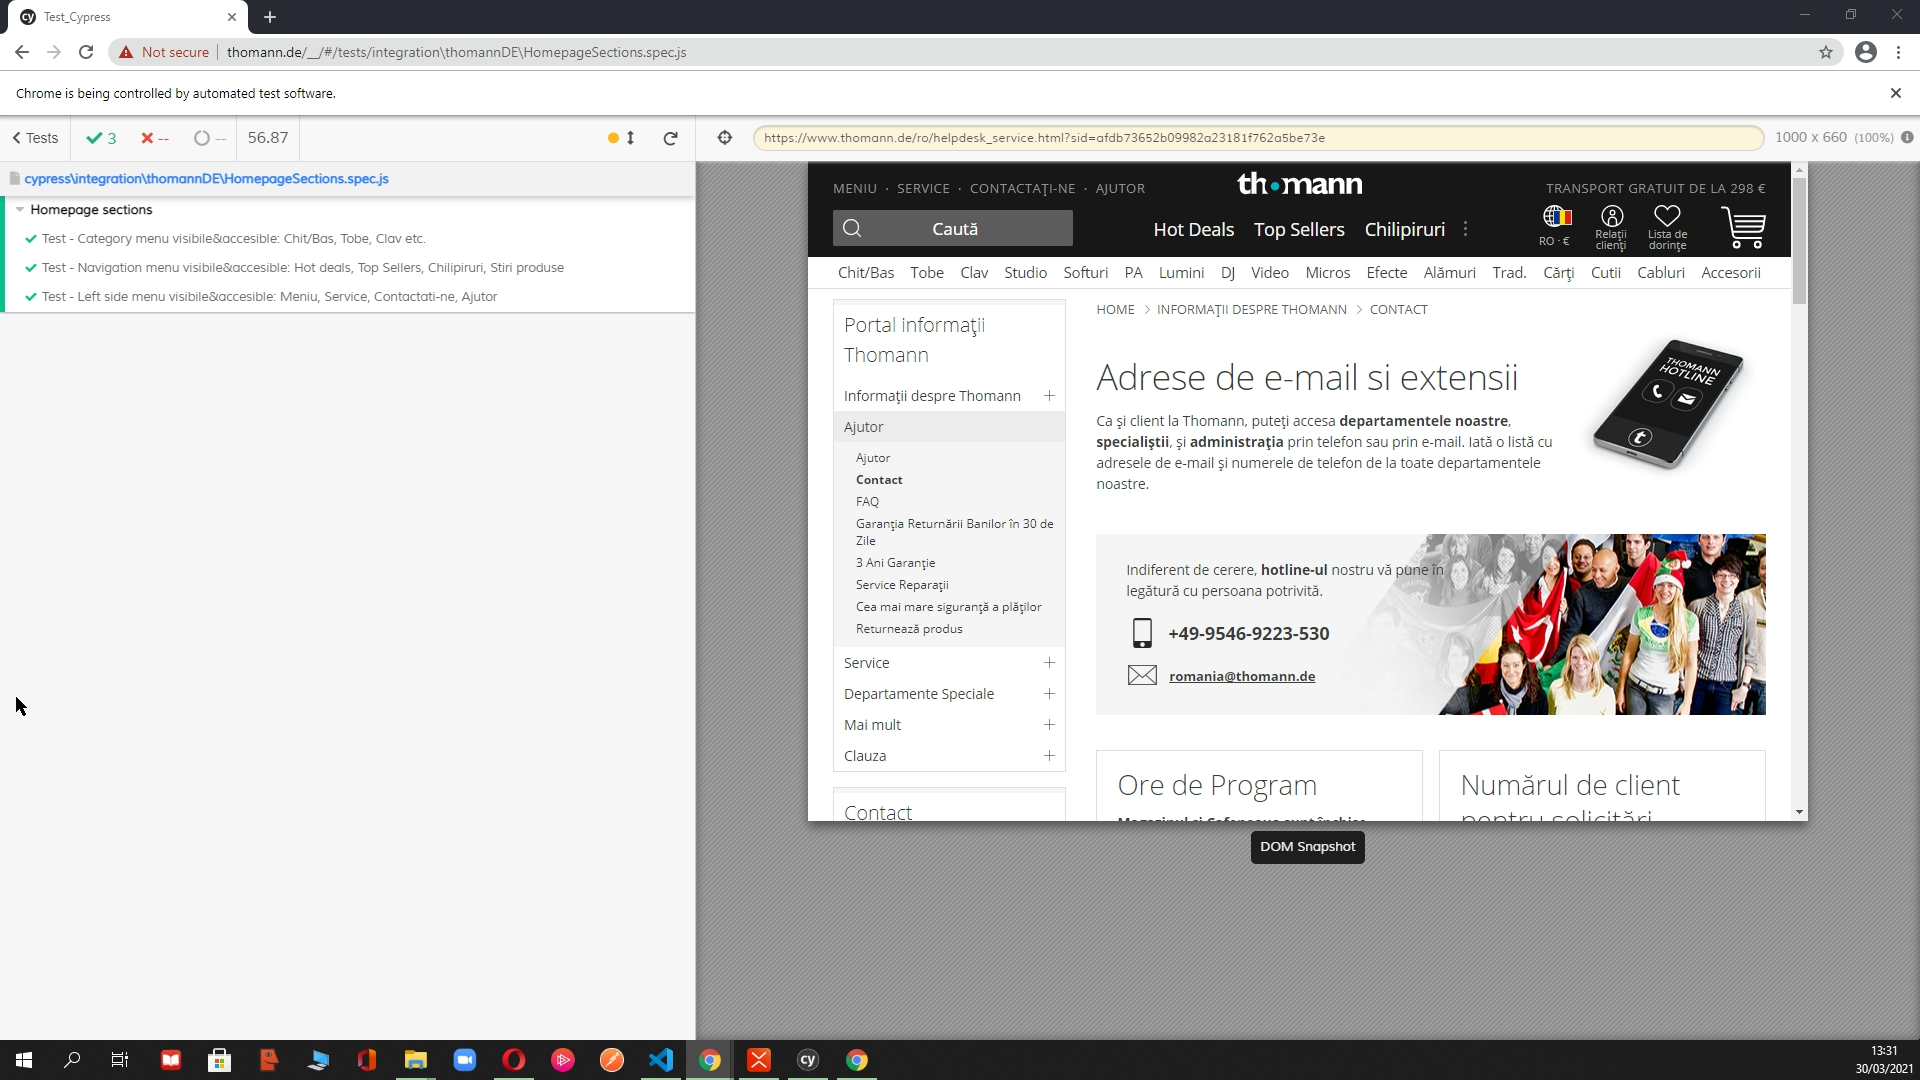 Test_Cypress
Not secure
thomann.de/__/#/tests/integration\thomannDE\HomepageSections.spec.js
Chrome is being controlled by automated test software.
Tests
3
--
--
56.87
https://www.thomann.de/ro/helpdesk_service.html?sid=afdb73652b09982a23181f762a5be73e
1000 x 660 (100%)
cypress\integration\thomannDE\HomepageSections.spec.js
Homepage sections
Test - Category menu visibile&accesible: Chit/Bas, Tobe, Clav etc.
Test - Navigation menu visibile&accesible: Hot deals, Top Sellers, Chilipiruri, Stiri produse
Test - Left side menu visibile&accesible: Meniu, Service, Contactati-ne, Ajutor
MENIU · SERVICE · CONTACTAŢI-NE · AJUTOR
th•mann
TRANSPORT GRATUIT DE LA 298 €
Caută
Hot Deals Top Sellers Chilipiruri
RO · €
Relaţii clienţi
Lista de dorinţe
Chit/Bas Tobe Clav Studio Softuri PA Lumini DJ Video Micros Efecte Alămuri Trad. Cărţi Cutii Cabluri Accesorii
Portal informaţii
Thomann
Informaţii despre Thomann
Ajutor
Ajutor
Contact
FAQ
Garanţia Returnării Banilor în 30 de
Zile
3 Ani Garanţie
Service Reparaţii
Cea mai mare siguranţă a plăţilor
Returnează produs
Service
Departamente Speciale
Mai mult
Clauza
Contact
HOME > INFORMAŢII DESPRE THOMANN > CONTACT
Adrese de e-mail si extensii
Ca şi client la Thomann, puteţi accesa departamentele noastre,
specialiştii, şi administraţia prin telefon sau prin e-mail. Iată o listă cu
adresele de e-mail şi numerele de telefon de la toate departamentele
noastre.
THOMANN
HOTLINE
Indiferent de cerere, hotline-ul nostru vă pune în
legătură cu persoana potrivită.
+49-9546-9223-530
romania@thomann.de
Ore de Program
Numărul de client
pentru solicitări
DOM Snapshot
13:31
30/03/2021